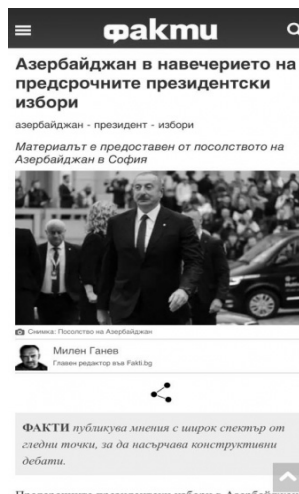 факти
Азербайджан в навечерието на
предсрочните президентски
избори
азербайджан - президент - избори
Материалът е предоставен от посолството на
Азербайджан в София
Снимка: Посолство на Азербайджан
Милен Ганев
Главен редактор във Fakti.bg
ФАКТИ публикува мнения с широк спектър от
гледни точки, за да насърчава конструктивни
дебати.